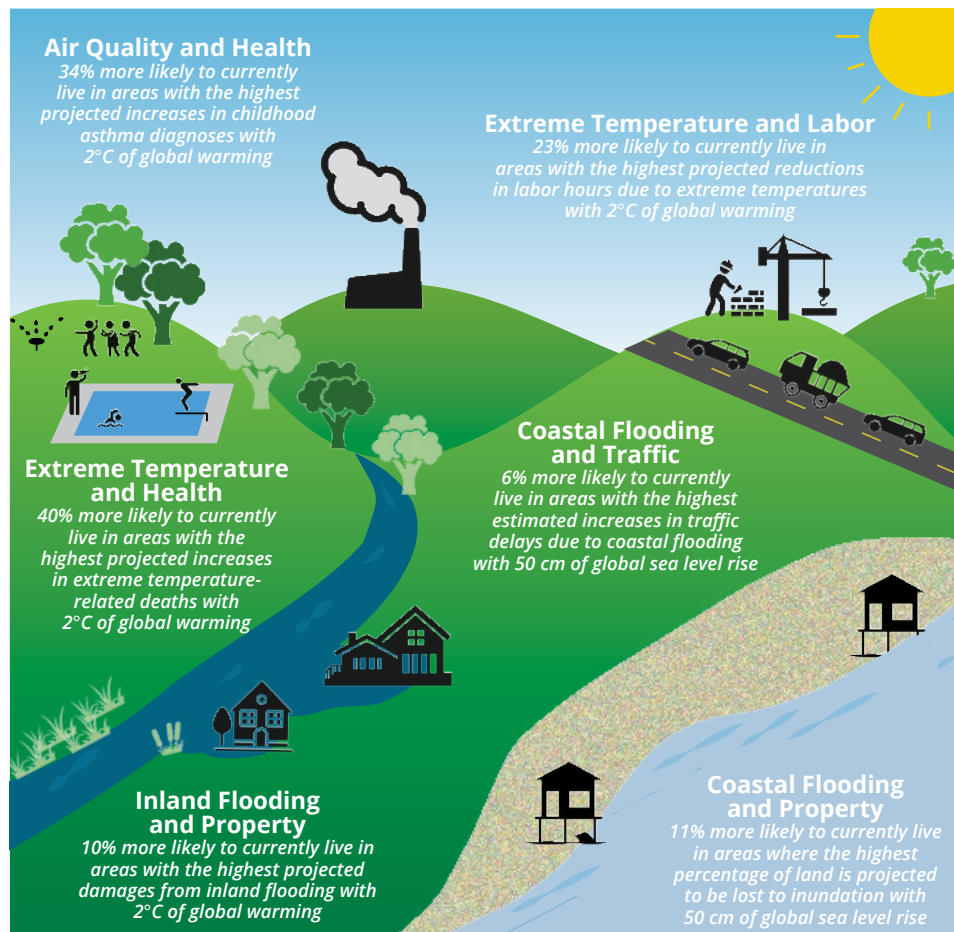 Air Quality and Health
34% more likely to currently
live in areas with the highest
projected increases in childhood
asthma diagnoses with
2°C of global warming
Extreme Temperature and Labor
23% more likely to currently live in
areas with the highest projected reductions
in labor hours due to extreme temperatures
with 2°C of global warming
Extreme Temperature
and Health
40% more likely to currently
live in areas with the
highest projected increases
in extreme temperature-
related deaths with
2°C of global warming
Coastal Flooding
and Traffic
6% more likely to currently
live in areas with the highest
estimated increases in traffic
delays due to coastal flooding
with 50 cm of global sea level rise
Inland Flooding
and Property
10% more likely to currently live in
areas with the highest projected
damages from inland flooding with
2°C of global warming
Coastal Flooding
and Property
11% more likely to currently live
in areas where the highest
percentage of land is projected
to be lost to inundation with
50 cm of global sea level rise